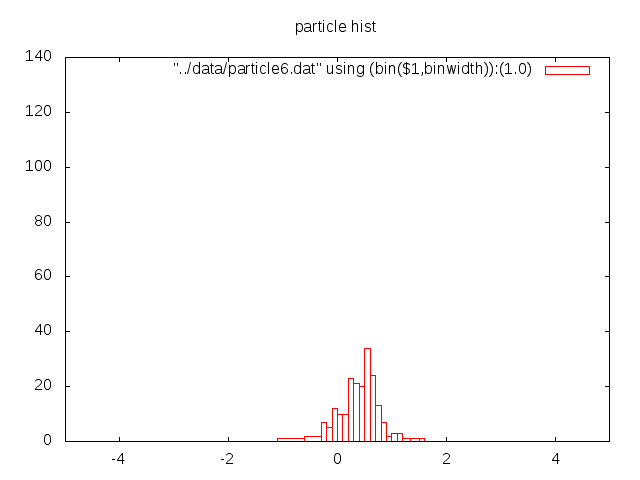 particle hist
140
"../data/particle6.dat" using (bin($1,binwidth)):(1.0)
120
100
80
60
40
20
0
-4 -2 0 2 4